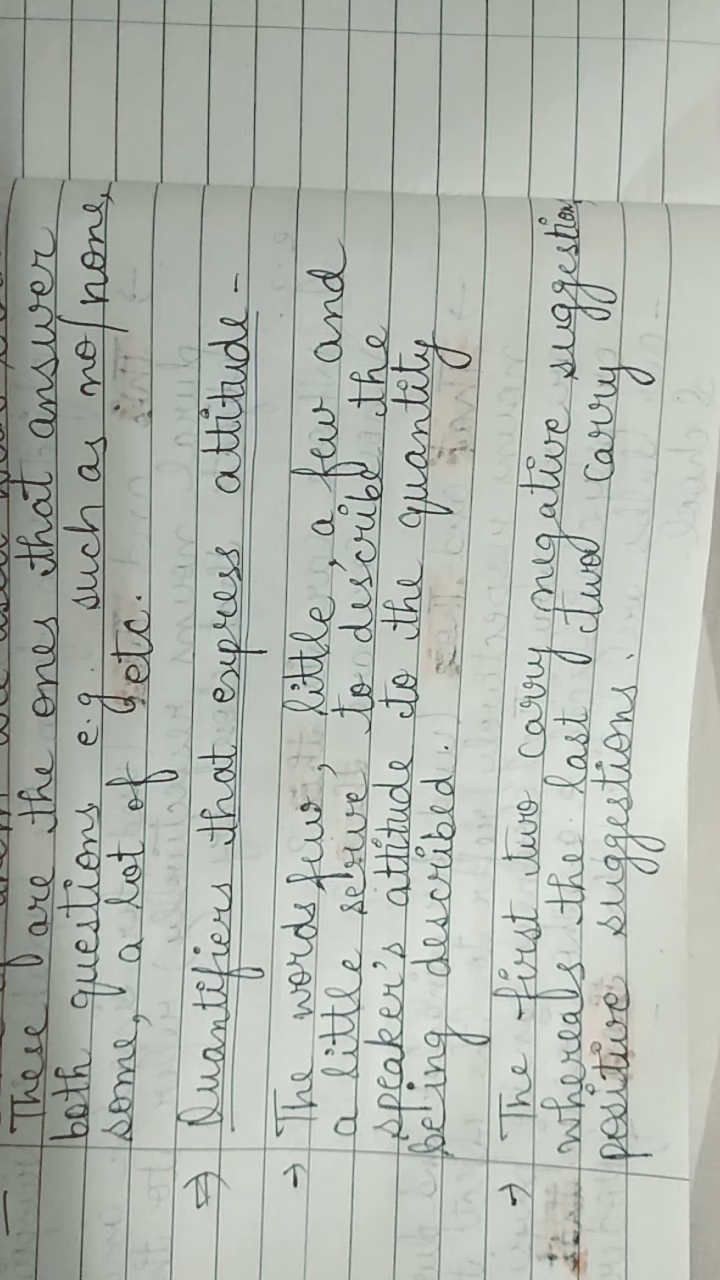 — These are the ones that answer
both questions e.g. such as no/none,
some, a lot of etc.
⇒ Quantifiers that express attitude -
→ The words few, little, a few and
a little serve to describe the
speaker's attitude to the quantity
being described.
→ The first two carry negative suggestion,
whereas the last two carry
positive suggestions.